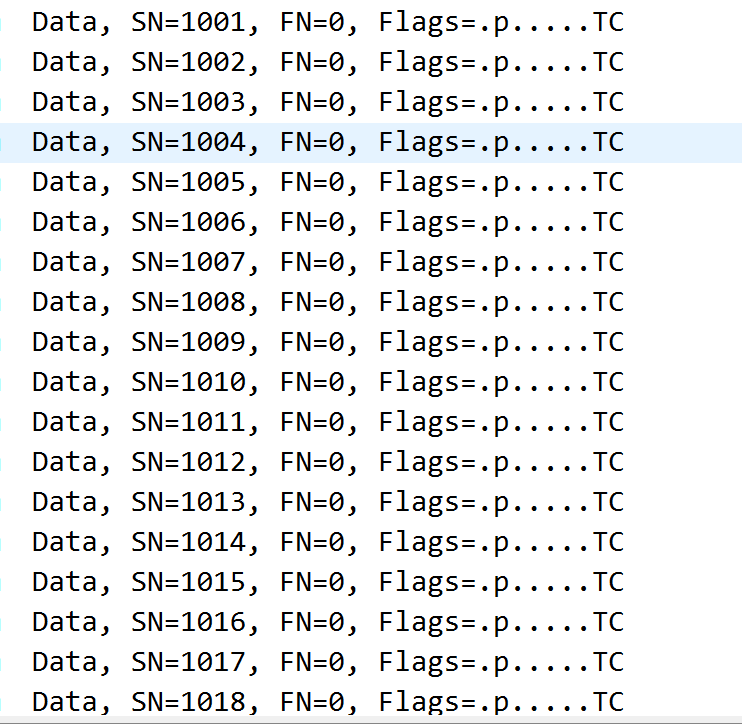 Data, SN=1001, FN=0, Flags=.p.....TC
Data, SN=1002, FN=0, Flags=.p.....TC
Data, SN=1003, FN=0, Flags=.p.....TC
Data, SN=1004, FN=0, Flags=.p.....TC
Data, SN=1005, FN=0, Flags=.p.....TC
Data, SN=1006, FN=0, Flags=.p.....TC
Data, SN=1007, FN=0, Flags=.p.....TC
Data, SN=1008, FN=0, Flags=.p.....TC
Data, SN=1009, FN=0, Flags=.p.....TC
Data, SN=1010, FN=0, Flags=.p.....TC
Data, SN=1011, FN=0, Flags=.p.....TC
Data, SN=1012, FN=0, Flags=.p.....TC
Data, SN=1013, FN=0, Flags=.p.....TC
Data, SN=1014, FN=0, Flags=.p.....TC
Data, SN=1015, FN=0, Flags=.p.....TC
Data, SN=1016, FN=0, Flags=.p.....TC
Data, SN=1017, FN=0, Flags=.p.....TC
Data, SN=1018, FN=0, Flags=.p.....TC